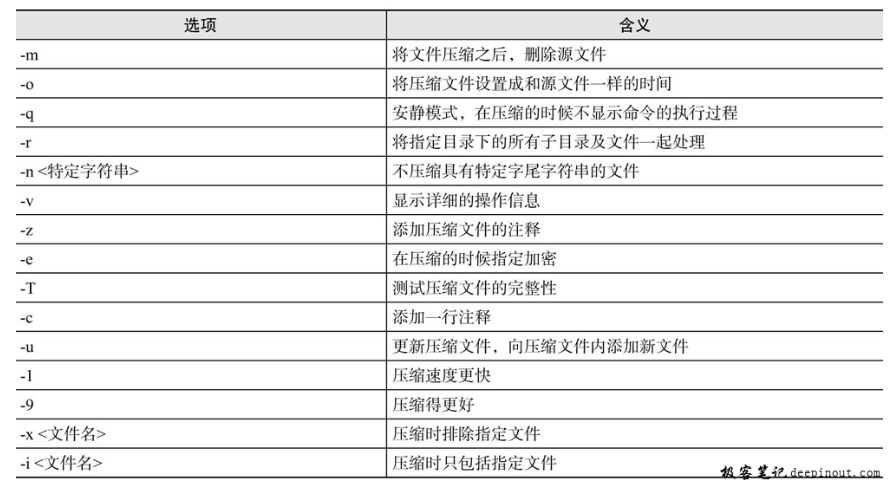 选项 含义
-m 将文件压缩之后，删除源文件
-o 将压缩文件设置成和源文件一样的时间
-q 安静模式，在压缩的时候不显示命令的执行过程
-r 将指定目录下的所有子目录及文件一起处理
-n <特定字符串> 不压缩具有特定字尾字符串的文件
-v 显示详细的操作信息
-z 添加压缩文件的注释
-e 在压缩的时候指定加密
-T 测试压缩文件的完整性
-c 添加一行注释
-u 更新压缩文件，向压缩文件内添加新文件
-1 压缩速度更快
-9 压缩得更好
-x <文件名> 压缩时排除指定文件
-i <文件名> 压缩时只包括指定文件
极客笔记deepinout.com